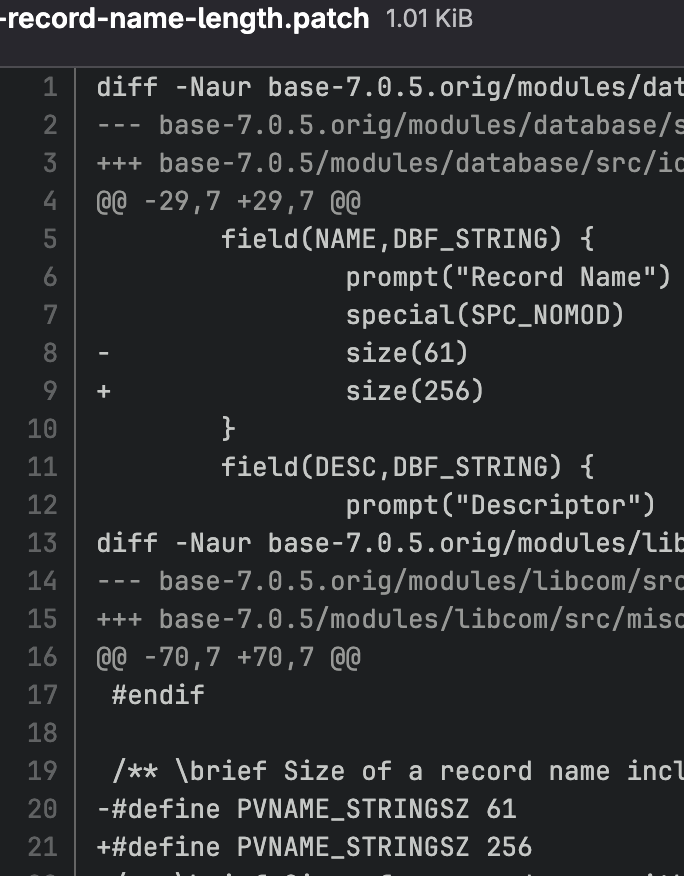 -record-name-length.patch 1.01 KiB
1 diff -Naur base-7.0.5.orig/modules/dat
2 --- base-7.0.5.orig/modules/database/s
3 +++ base-7.0.5/modules/database/src/io
4 @@ -29,7 +29,7 @@
5         field(NAME,DBF_STRING) {
6                 prompt("Record Name")
7                 special(SPC_NOMOD)
8 -               size(61)
9 +               size(256)
10         }
11         field(DESC,DBF_STRING) {
12                 prompt("Descriptor")
13 diff -Naur base-7.0.5.orig/modules/lib
14 --- base-7.0.5.orig/modules/libcom/src
15 +++ base-7.0.5/modules/libcom/src/misc
16 @@ -70,7 +70,7 @@
17  #endif
18
19  /** \brief Size of a record name incl
20 -#define PVNAME_STRINGSZ 61
21 +#define PVNAME_STRINGSZ 256